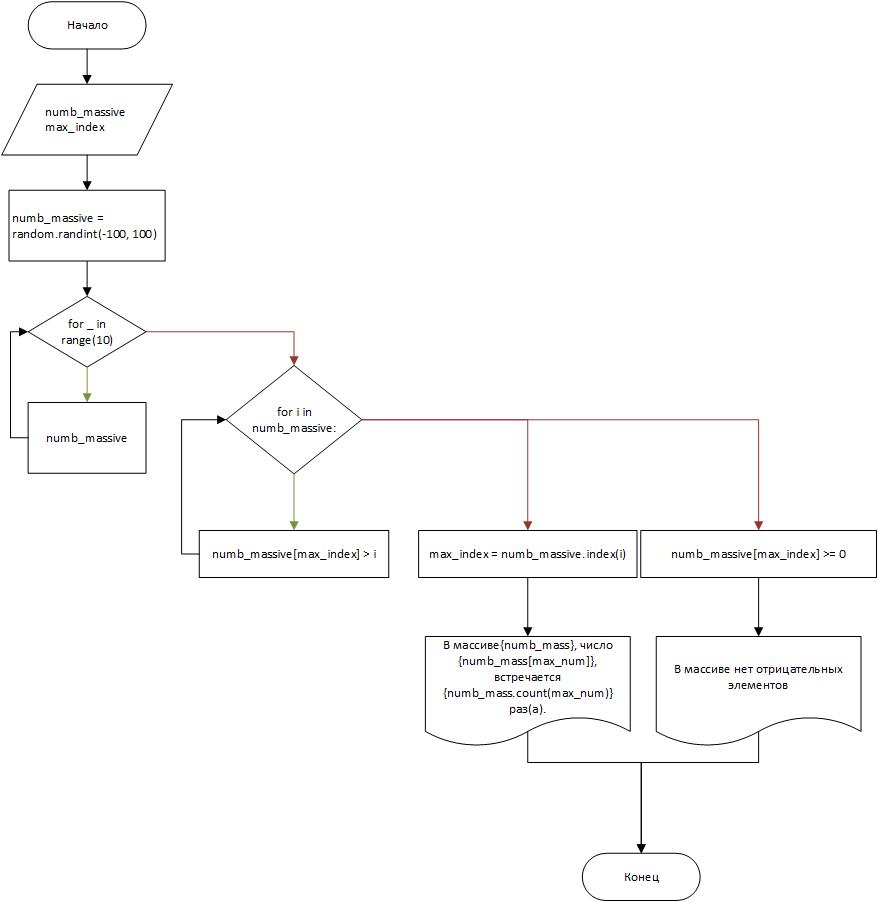 Начало
numb_massive
max_index
numb_massive =
random.randint(-100, 100)
for _ in
range(10)
numb_massive
for i in
numb_massive:
numb_massive[max_index] > i
max_index = numb_massive.index(i)
numb_massive[max_index] >= 0
В массиве{numb_mass}, число
{numb_mass[max_num]},
встречается
{numb_mass.count(max_num)}
раз(а).
В массиве нет отрицательных
элементов
Конец